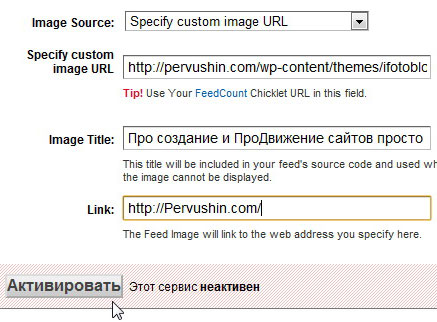 Image Source: Specify custom image URL
Specify custom
image URL http://pervushin.com/wp-content/themes/ifotoblo
Tip! Use Your FeedCount Chicklet URL in this field.
Image Title: Про создание и ПроДвижение сайтов просто
This title will be included in your feed's source code and used wh
the image cannot be displayed.
Link: http://Pervushin.com/
The Feed Image will link to the web address you specify here.
Активировать Этот сервис неактивен